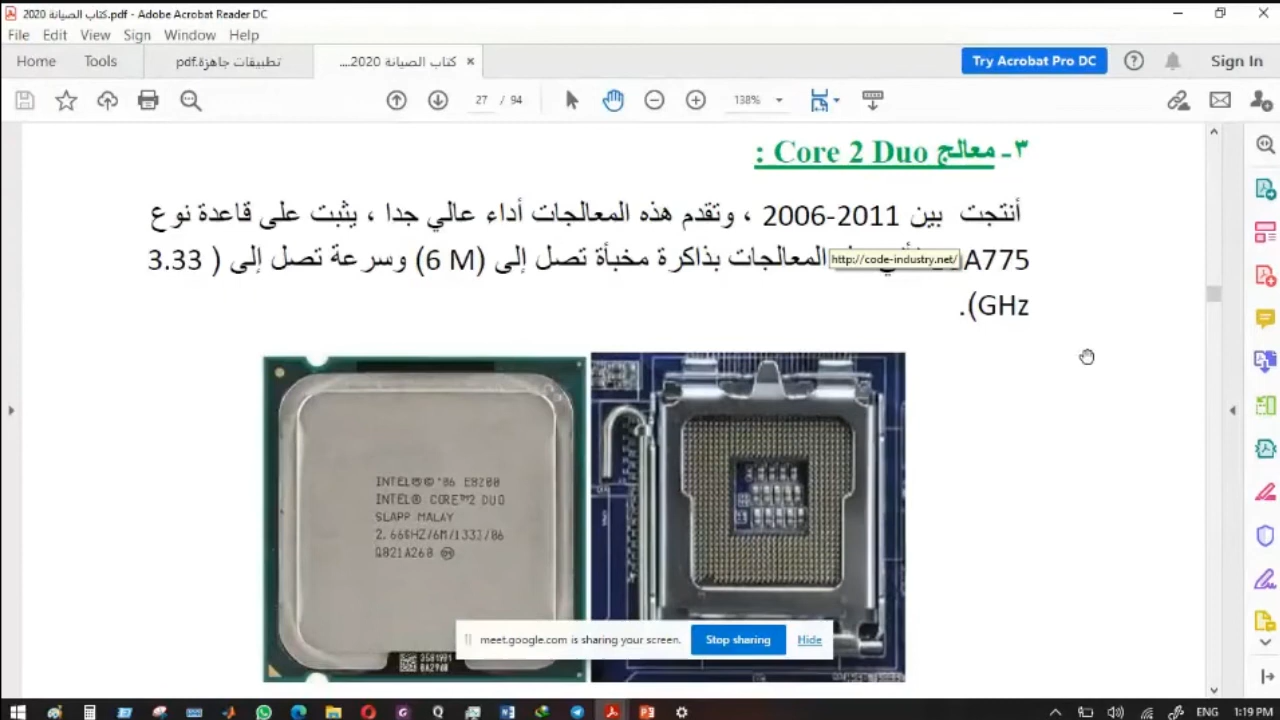 كتاب الصيانة 2020.pdf - Adobe Acrobat Reader DC
File Edit View Sign Window Help
Home Tools تطبيقات جاهزة.pdf كتاب الصيانة 2020.... × Try Acrobat Pro DC Sign In
27 / 94 138%
٣- معالج Core 2 Duo :
أنتجت بين 2006-2011 ، وتقدم هذه المعالجات أداء عالي جدا ، يثبت على قاعدة نوع
A775 المعالجات بذاكرة مخبأة تصل إلى (6 M) وسرعة تصل إلى ( 3.33
GHz).
http://code-industry.net/
INTEL®©'06 E8200
INTEL® CORE™2 DUO
SLAPP MALAY
2.66GHZ/6M/1333/06
Q821A268
meet.google.com is sharing your screen. Stop sharing Hide
ENG 1:19 PM